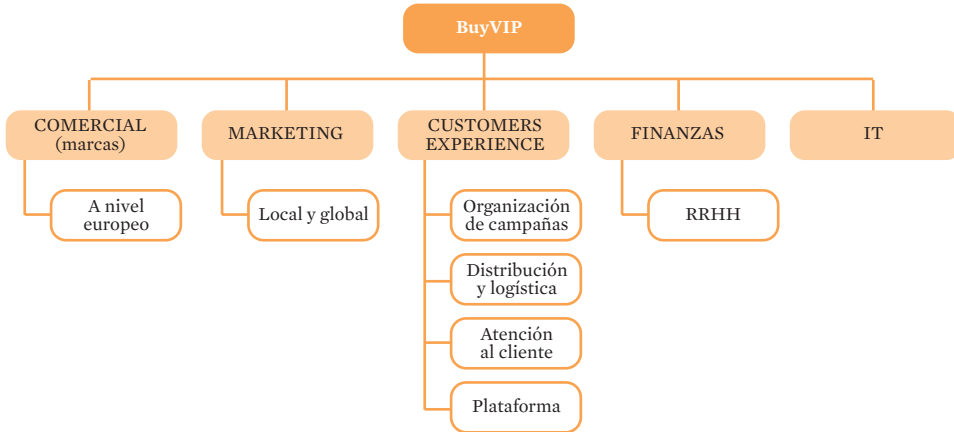 BuyVIP
COMERCIAL
(marcas)
MARKETING
CUSTOMERS
EXPERIENCE
FINANZAS
IT
A nivel
europeo
Local y global
Organización
de campañas
RRHH
Distribución
y logística
Atención
al cliente
Plataforma